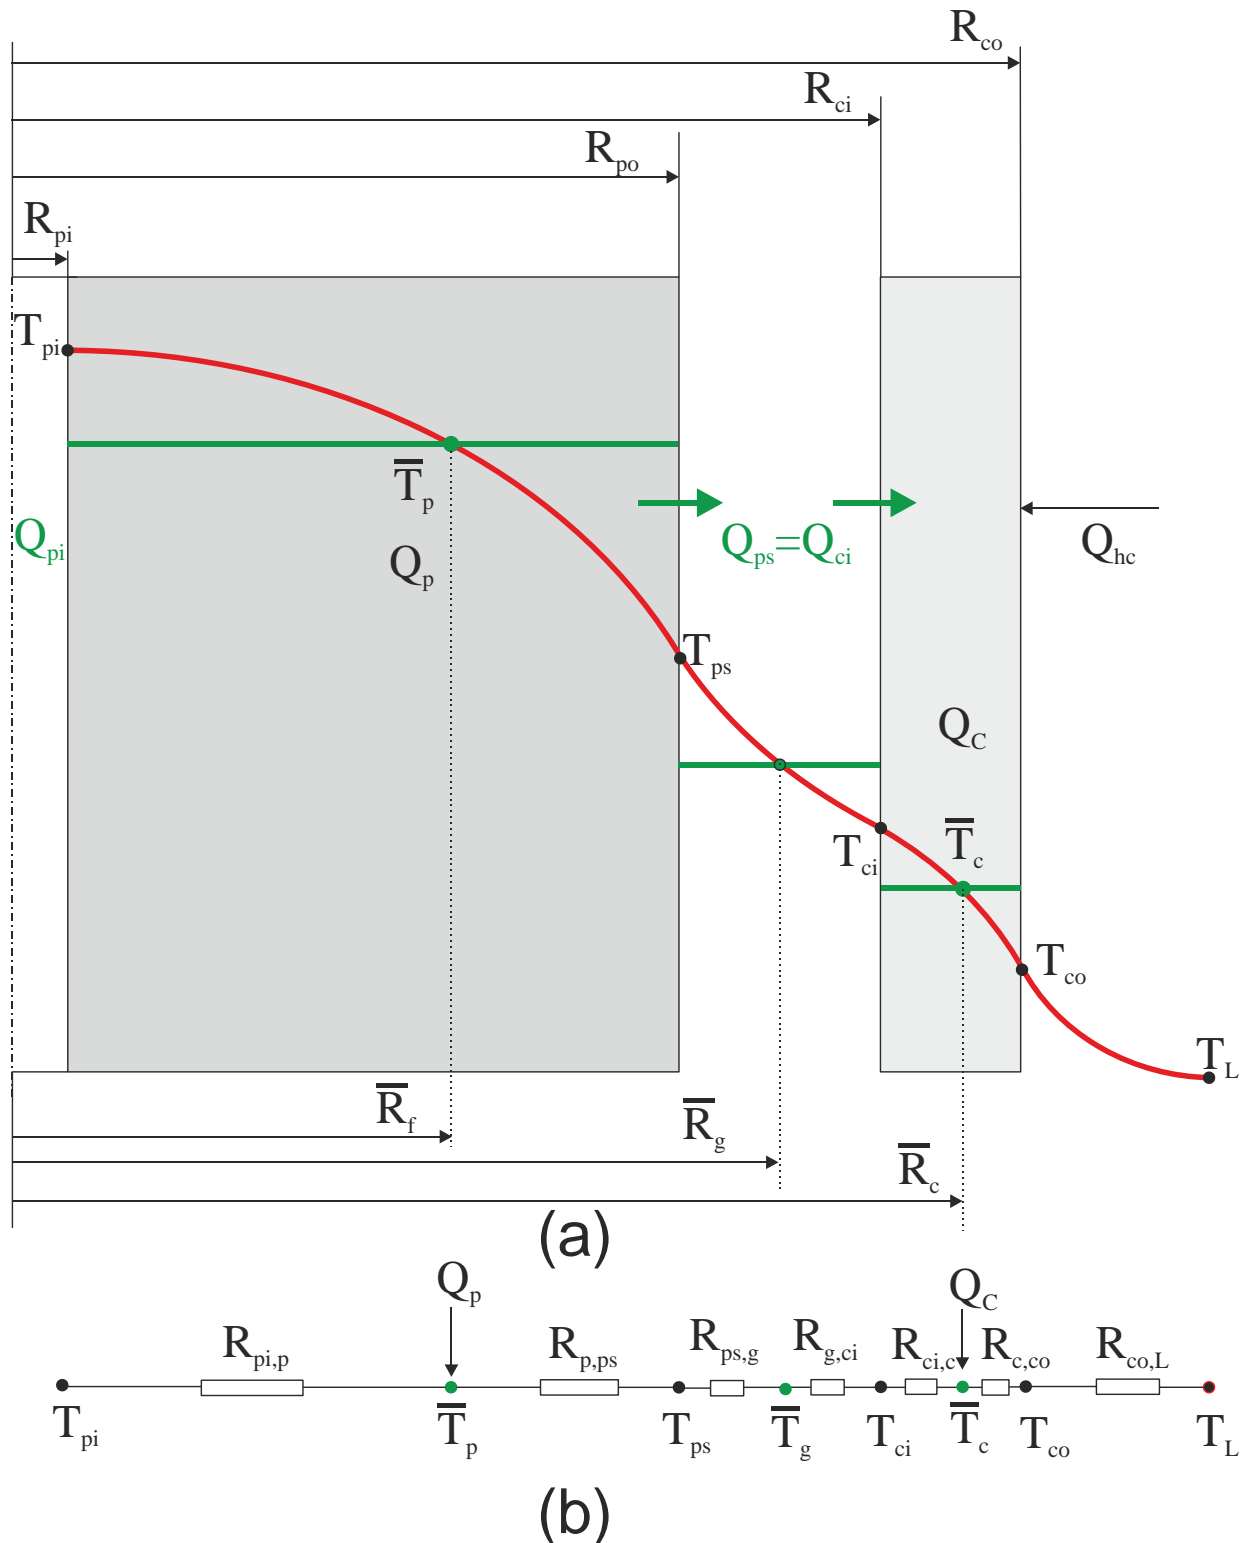 R_co
R_ci
R_po
R_pi
T_pi
T̅_p
Q_pi
Q_ps=Q_ci
Q_hc
Q_p
T_ps
Q_C
T_ci
T̅_c
T_co
T_L
R̅_f
R̅_g
R̅_c
(a)
Q_p Q_C
R_pi,p R_p,ps R_ps,g R_g,ci R_ci,c R_c,co R_co,L
T_pi T̅_p T_ps T̅_g T_ci T̅_c T_co T_L
(b)